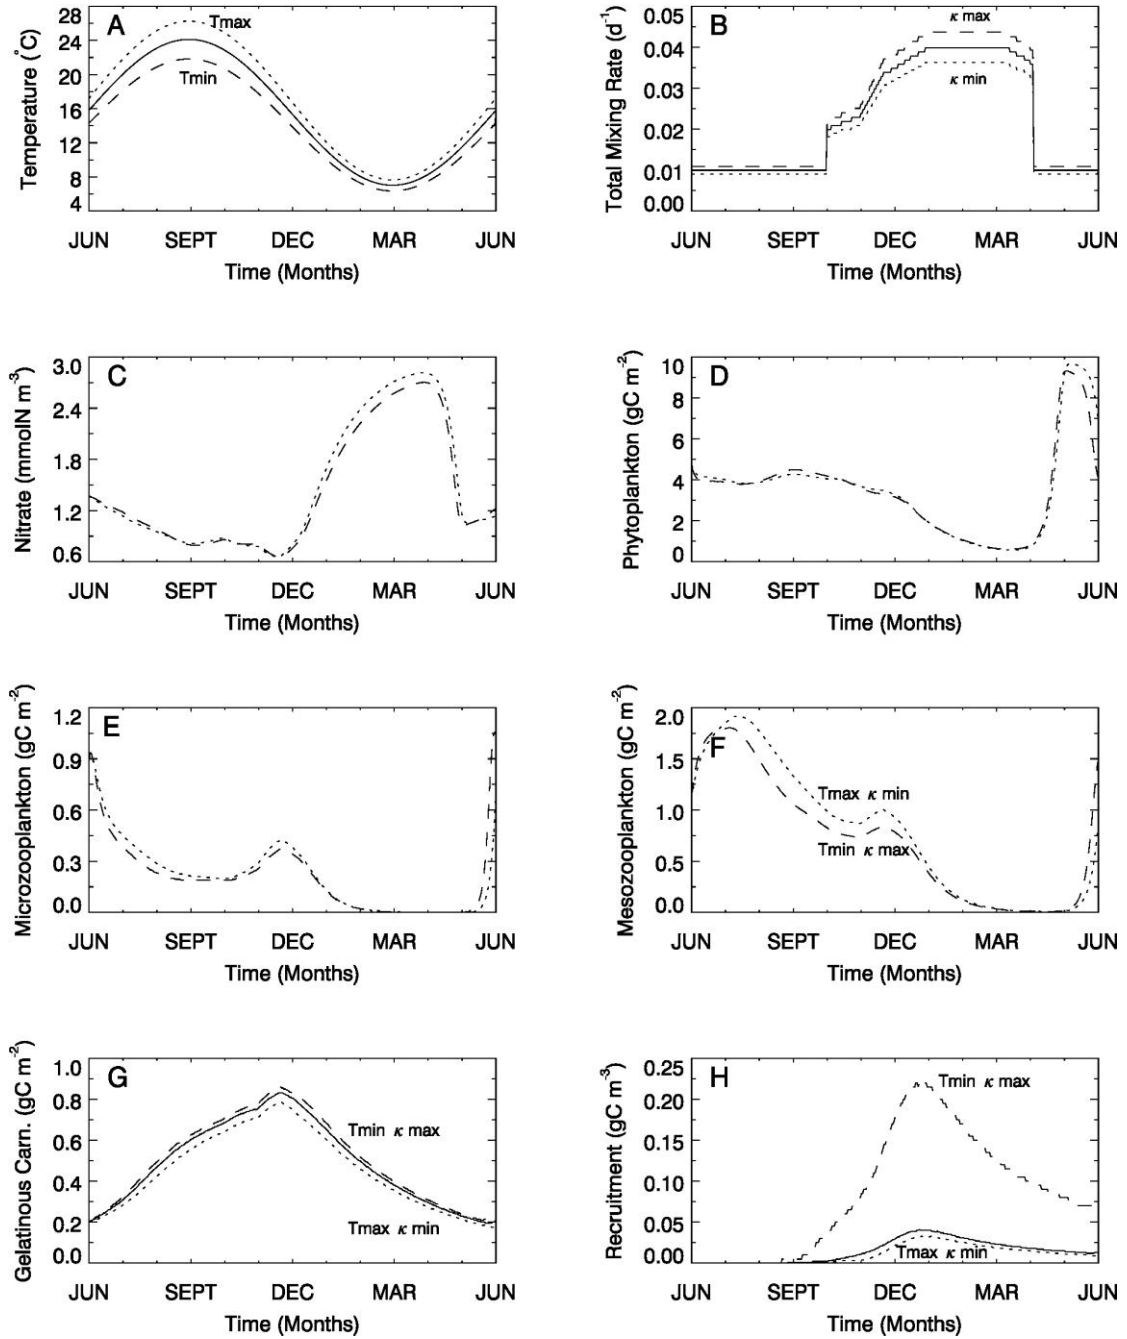 A
Temperature (°C)
28
24
20
16
12
8
4
Tmax
Tmin
JUN SEPT DEC MAR JUN
Time (Months)
B
Total Mixing Rate (d⁻¹)
0.05
0.04
0.03
0.02
0.01
0.00
κ max
κ min
JUN SEPT DEC MAR JUN
Time (Months)
C
Nitrate (mmolN m⁻³)
3.0
2.4
1.8
1.2
0.6
JUN SEPT DEC MAR JUN
Time (Months)
D
Phytoplankton (gC m⁻²)
10
8
6
4
2
0
JUN SEPT DEC MAR JUN
Time (Months)
E
Microzooplankton (gC m⁻²)
1.2
0.9
0.6
0.3
0.0
JUN SEPT DEC MAR JUN
Time (Months)
F
Mesozooplankton (gC m⁻²)
2.0
1.5
1.0
0.5
0.0
Tmax κ min
Tmin κ max
JUN SEPT DEC MAR JUN
Time (Months)
G
Gelatinous Carn. (gC m⁻²)
1.0
0.8
0.6
0.4
0.2
0.0
Tmin κ max
Tmax κ min
JUN SEPT DEC MAR JUN
Time (Months)
H
Recruitment (gC m⁻³)
0.25
0.20
0.15
0.10
0.05
0.00
Tmin κ max
Tmax κ min
JUN SEPT DEC MAR JUN
Time (Months)